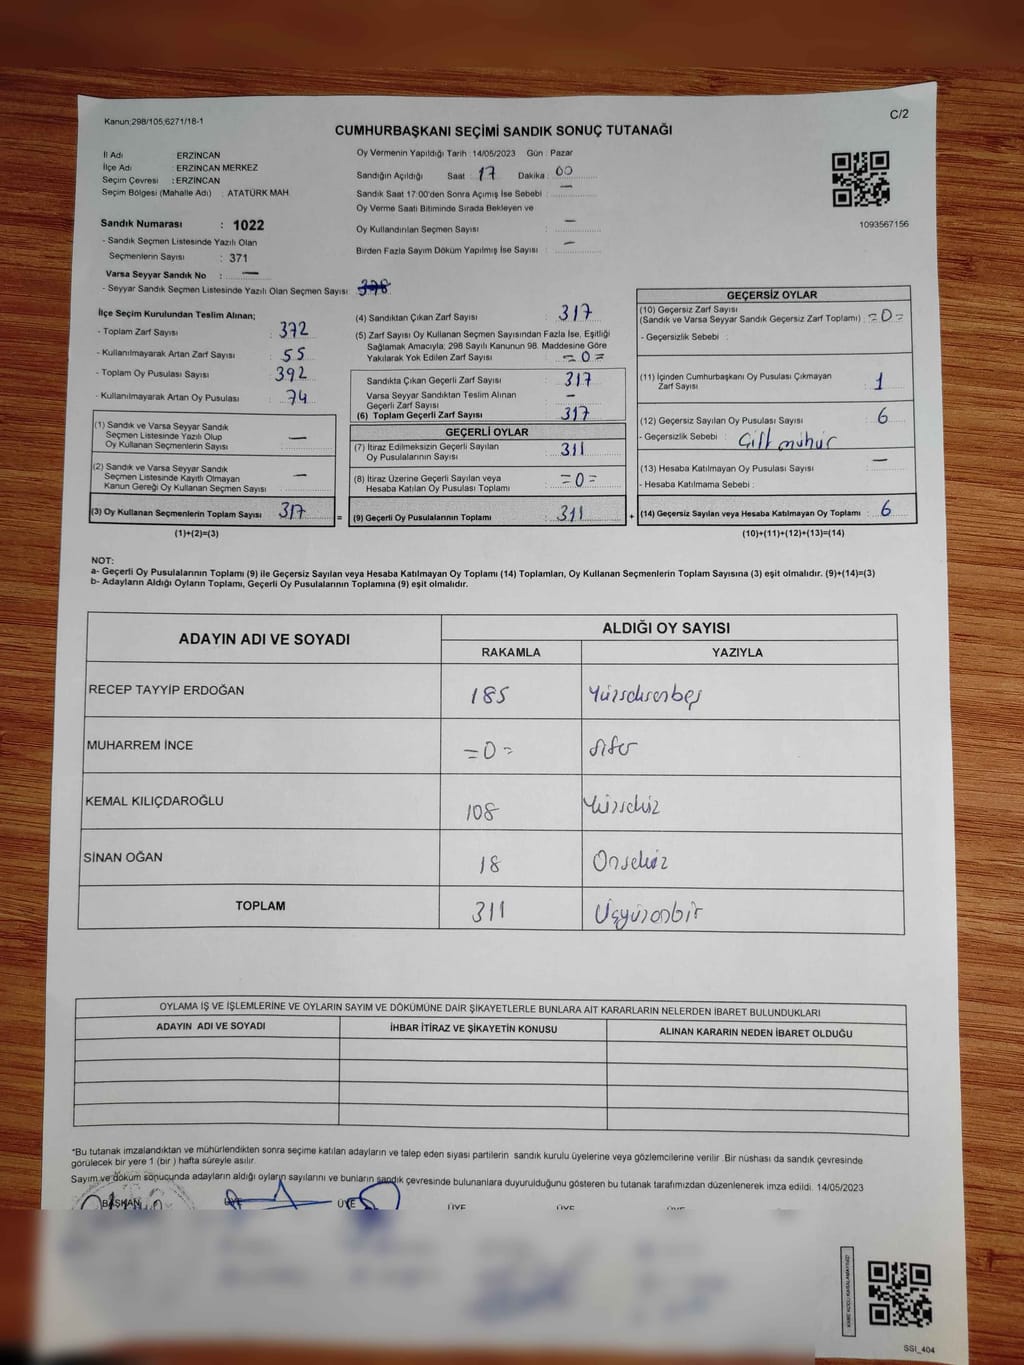 Kanun;298/105;6271/18-1
C/2
CUMHURBAŞKANI SEÇİMİ SANDIK SONUÇ TUTANAĞI
İl Adı : ERZİNCAN
İlçe Adı : ERZİNCAN MERKEZ
Seçim Çevresi : ERZİNCAN
Seçim Bölgesi (Mahalle Adı) : ATATÜRK MAH.
Sandık Numarası : 1022
- Sandık Seçmen Listesinde Yazılı Olan
Seçmenlerin Sayısı : 371
Varsa Seyyar Sandık No : —
- Seyyar Sandık Seçmen Listesinde Yazılı Olan Seçmen Sayısı:
Oy Vermenin Yapıldığı Tarih :14/05/2023 Gün : Pazar
Sandığın Açıldığı Saat : 17 Dakika : 00
Sandık Saat 17:00'den Sonra Açımış İse Sebebi : —
Oy Verme Saati Bitiminde Sırada Bekleyen ve
Oy Kullandırılan Seçmen Sayısı : —
Birden Fazla Sayım Döküm Yapılmış İse Sayısı : —
1093567156
İlçe Seçim Kurulundan Teslim Alınan;
- Toplam Zarf Sayısı : 372
- Kullanılmayarak Artan Zarf Sayısı : 55
- Toplam Oy Pusulası Sayısı : 392
- Kullanılmayarak Artan Oy Pusulası : 74
(1) Sandık ve Varsa Seyyar Sandık
Seçmen Listesinde Yazılı Olup
Oy Kullanan Seçmenlerin Sayısı : —
(2) Sandık ve Varsa Seyyar Sandık
Seçmen Listesinde Kayıtlı Olmayan
Kanun Gereği Oy Kullanan Seçmen Sayısı : —
(3) Oy Kullanan Seçmenlerin Toplam Sayısı : 317
(1)+(2)=(3)
=
(4) Sandıktan Çıkan Zarf Sayısı : 317
(5) Zarf Sayısı Oy Kullanan Seçmen Sayısından Fazla İse, Eşitliği
Sağlamak Amacıyla; 298 Sayılı Kanunun 98. Maddesine Göre
Yakılarak Yok Edilen Zarf Sayısı : =0=
Sandıkta Çıkan Geçerli Zarf Sayısı : 317
Varsa Seyyar Sandıktan Teslim Alınan
Geçerli Zarf Sayısı : —
(6) Toplam Geçerli Zarf Sayısı : 317
GEÇERLİ OYLAR
(7) İtiraz Edilmeksizin Geçerli Sayılan
Oy Pusulalarının Sayısı : 311
(8) İtiraz Üzerine Geçerli Sayılan veya
Hesaba Katılan Oy Pusulası Toplamı : =0=
(9) Geçerli Oy Pusulalarının Toplamı : 311
+
GEÇERSİZ OYLAR
(10) Geçersiz Zarf Sayısı
(Sandık ve Varsa Seyyar Sandık Geçersiz Zarf Toplamı) : =0=
- Geçersizlik Sebebi :
(11) İçinden Cumhurbaşkanı Oy Pusulası Çıkmayan
Zarf Sayısı : 1
(12) Geçersiz Sayılan Oy Pusulası Sayısı : 6
- Geçersizlik Sebebi : Çift mühür
(13) Hesaba Katılmayan Oy Pusulası Sayısı : —
- Hesaba Katılmama Sebebi :
(14) Geçersiz Sayılan veya Hesaba Katılmayan Oy Toplamı : 6
(10)+(11)+(12)+(13)=(14)
NOT:
a- Geçerli Oy Pusulalarının Toplamı (9) ile Geçersiz Sayılan veya Hesaba Katılmayan Oy Toplamı (14) Toplamları, Oy Kullanan Seçmenlerin Toplam Sayısına (3) eşit olmalıdır. (9)+(14)=(3)
b- Adayların Aldığı Oyların Toplamı, Geçerli Oy Pusulalarının Toplamına (9) eşit olmalıdır.
ADAYIN ADI VE SOYADI ALDIĞI OY SAYISI
RAKAMLA YAZIYLA
RECEP TAYYİP ERDOĞAN 185 Yüzseksenbeş
MUHARREM İNCE =0= Sıfır
KEMAL KILIÇDAROĞLU 108 Yüzsekiz
SİNAN OĞAN 18 Onsekiz
TOPLAM 311 Üçyüzonbir
OYLAMA İŞ VE İŞLEMLERİNE VE OYLARIN SAYIM VE DÖKÜMÜNE DAİR ŞİKAYETLERLE BUNLARA AİT KARARLARIN NELERDEN İBARET BULUNDUKLARI
ADAYIN ADI VE SOYADI İHBAR İTİRAZ VE ŞİKAYETİN KONUSU ALINAN KARARIN NEDEN İBARET OLDUĞU
*Bu tutanak imzalandıktan ve mühürlendikten sonra seçime katılan adayların ve talep eden siyasi partilerin sandık kurulu üyelerine veya gözlemcilerine verilir .Bir nüshası da sandık çevresinde
görülecek bir yere 1 (bir ) hafta süreyle asılır.
Sayım ve döküm sonucunda adayların aldığı oyların sayılarını ve bunların sandık çevresinde bulunanlara duyurulduğunu gösteren bu tutanak tarafımızdan düzenlenerek imza edildi. 14/05/2023
BAŞKAN ÜYE ÜYE ÜYE ÜYE ÜYE
SSI_404